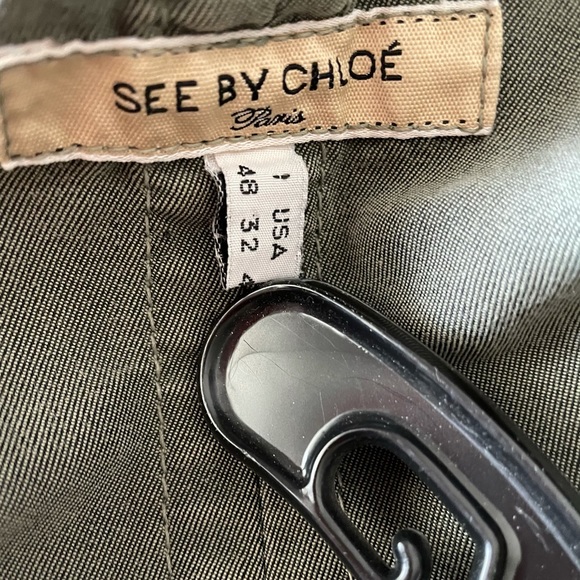 SEE BY CHLOÉ
Paris
USA
48 32